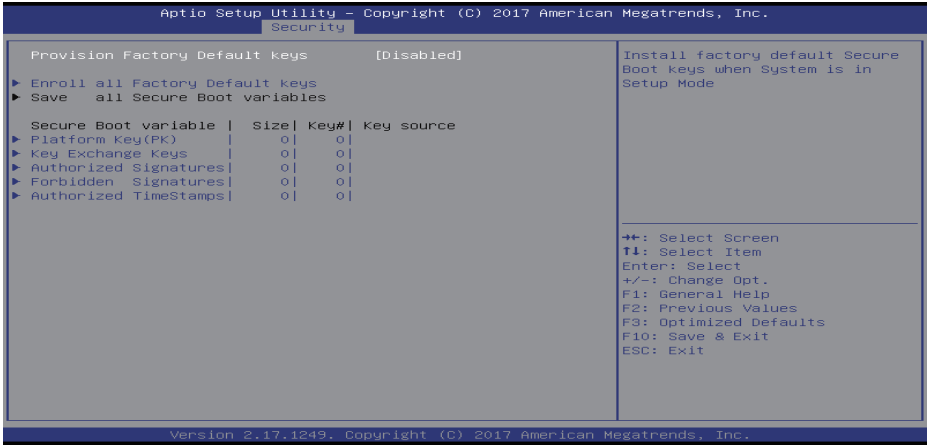 Aptio Setup Utility – Copyright (C) 2017 American Megatrends, Inc.
Security
Provision Factory Default keys [Disabled]
► Enroll all Factory Default keys
► Save all Secure Boot variables
Secure Boot variable | Size| Key#| Key source
► Platform Key(PK) | 0| 0|
► Key Exchange Keys | 0| 0|
► Authorized Signatures| 0| 0|
► Forbidden Signatures| 0| 0|
► Authorized TimeStamps| 0| 0|
Install factory default Secure
Boot keys when System is in
Setup Mode
→←: Select Screen
↑↓: Select Item
Enter: Select
+/-: Change Opt.
F1: General Help
F2: Previous Values
F3: Optimized Defaults
F10: Save & Exit
ESC: Exit
Version 2.17.1249. Copyright (C) 2017 American Megatrends, Inc.